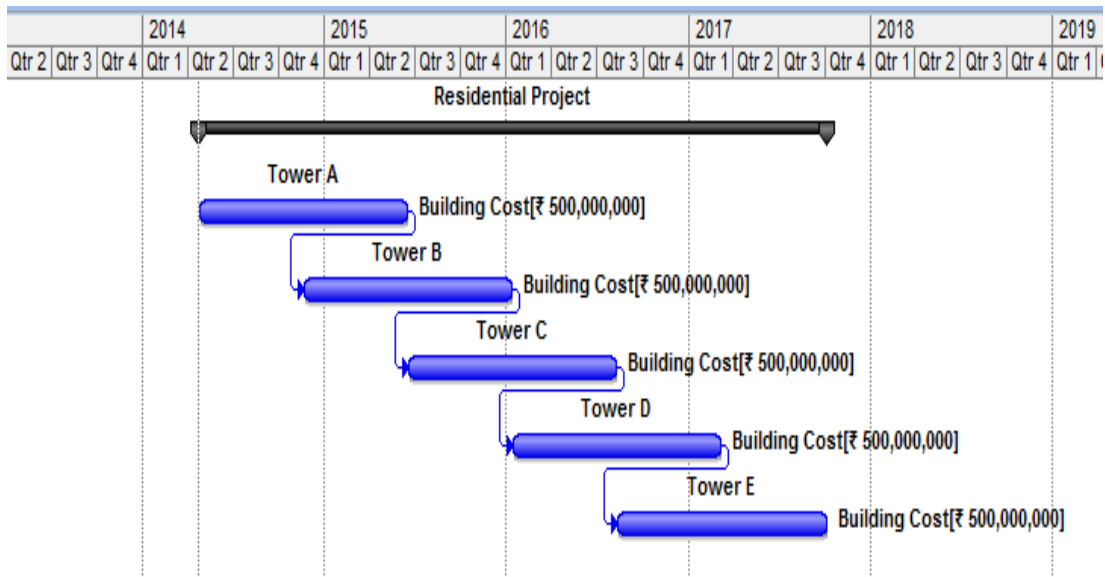 2014 2015 2016 2017 2018 2019
Qtr 2 Qtr 3 Qtr 4 Qtr 1 Qtr 2 Qtr 3 Qtr 4 Qtr 1 Qtr 2 Qtr 3 Qtr 4 Qtr 1 Qtr 2 Qtr 3 Qtr 4 Qtr 1 Qtr 2 Qtr 3 Qtr 4 Qtr 1 Qtr 2 Qtr 3 Qtr 4 Qtr 1
Residential Project
Tower A
Building Cost[₹ 500,000,000]
Tower B
Building Cost[₹ 500,000,000]
Tower C
Building Cost[₹ 500,000,000]
Tower D
Building Cost[₹ 500,000,000]
Tower E
Building Cost[₹ 500,000,000]